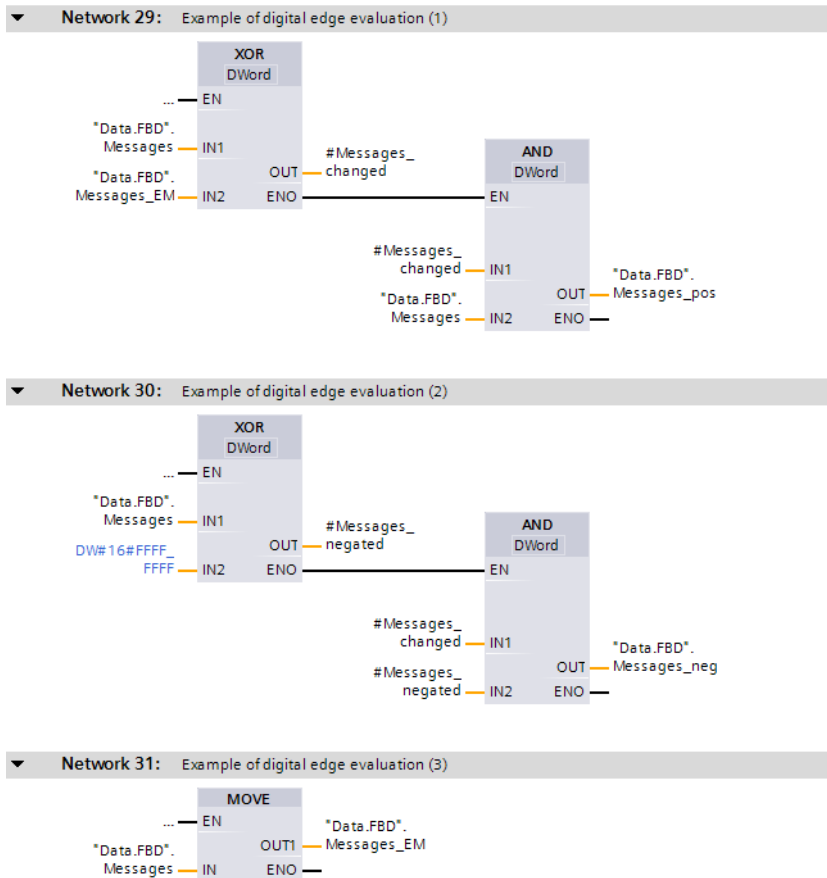 Network 29: Example of digital edge evaluation (1)
XOR
DWord
... EN
"Data.FBD".
Messages IN1
#Messages_
OUT changed
"Data.FBD".
Messages_EM IN2 ENO
AND
DWord
EN
#Messages_
changed IN1
"Data.FBD".
OUT Messages_pos
"Data.FBD".
Messages IN2 ENO
Network 30: Example of digital edge evaluation (2)
XOR
DWord
... EN
"Data.FBD".
Messages IN1
#Messages_
OUT negated
DW#16#FFFF_
FFFF IN2 ENO
AND
DWord
EN
#Messages_
changed IN1
"Data.FBD".
OUT Messages_neg
#Messages_
negated IN2 ENO
Network 31: Example of digital edge evaluation (3)
MOVE
... EN
"Data.FBD".
OUT1 Messages_EM
"Data.FBD".
Messages IN ENO